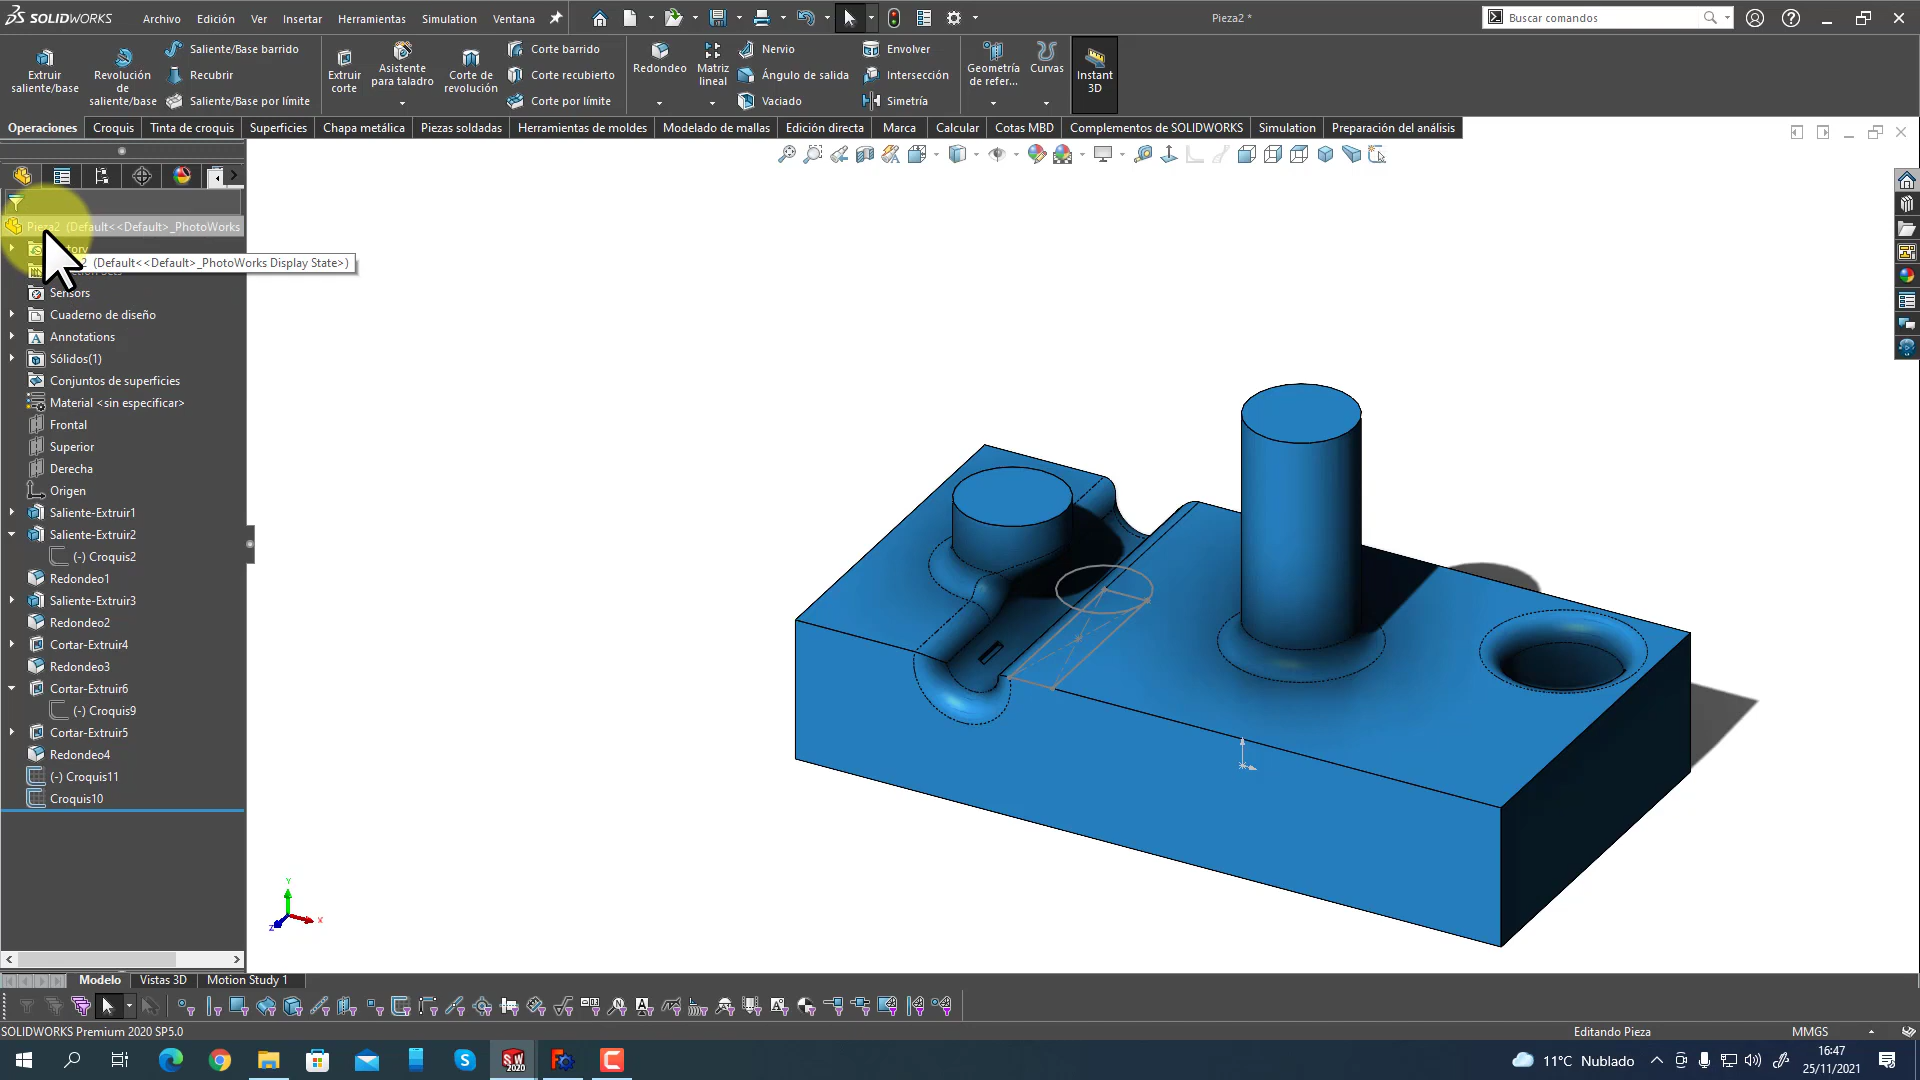 SOLIDWORKS
Archivo Edición Ver Insertar Herramientas Simulation Ventana
Pieza2 *
Buscar comandos
Extruir saliente/base
Revolución de saliente/base
Saliente/Base barrido
Recubrir
Saliente/Base por límite
Extruir corte
Asistente para taladro
Corte de revolución
Corte barrido
Corte recubierto
Corte por límite
Redondeo
Matriz lineal
Nervio
Ángulo de salida
Vaciado
Envolver
Intersección
Simetría
Geometría de refer...
Curvas
Instant 3D
Operaciones Croquis Tinta de croquis Superficies Chapa metálica Piezas soldadas Herramientas de moldes Modelado de mallas Edición directa Marca Calcular Cotas MBD Complementos de SOLIDWORKS Simulation Preparación del análisis
Pieza2 (Default<<Default>_PhotoWorks
2 (Default<<Default>_PhotoWorks Display State>)
Sensors
Cuaderno de diseño
Annotations
Sólidos(1)
Conjuntos de superficies
Material <sin especificar>
Frontal
Superior
Derecha
Origen
Saliente-Extruir1
Saliente-Extruir2
(-) Croquis2
Redondeo1
Saliente-Extruir3
Redondeo2
Cortar-Extruir4
Redondeo3
Cortar-Extruir6
(-) Croquis9
Cortar-Extruir5
Redondeo4
(-) Croquis11
Croquis10
Y
X
Z
Modelo Vistas 3D Motion Study 1
SOLIDWORKS Premium 2020 SP5.0
Editando Pieza
MMGS
11°C Nublado
16:47
25/11/2021